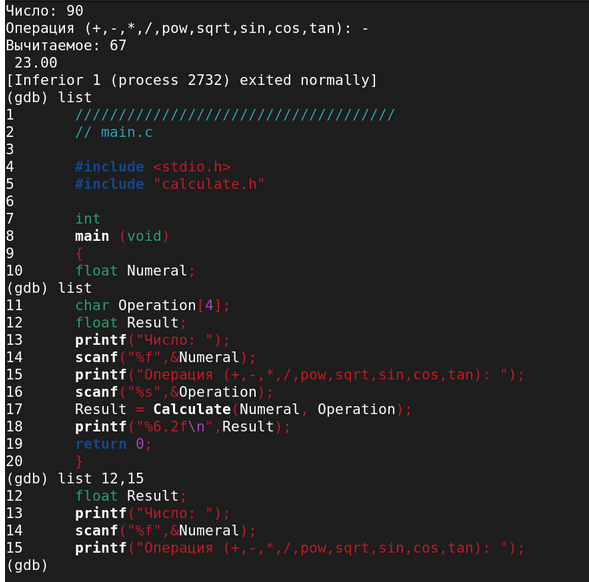 Число: 90
Операция (+,-,*,/,pow,sqrt,sin,cos,tan): -
Вычитаемое: 67
 23.00
[Inferior 1 (process 2732) exited normally]
(gdb) list
1       /////////////////////////////////////
2       // main.c
3
4       #include <stdio.h>
5       #include "calculate.h"
6
7       int
8       main (void)
9       {
10      float Numeral;
(gdb) list
11      char Operation[4];
12      float Result;
13      printf("Число: ");
14      scanf("%f",&Numeral);
15      printf("Операция (+,-,*,/,pow,sqrt,sin,cos,tan): ");
16      scanf("%s",&Operation);
17      Result = Calculate(Numeral, Operation);
18      printf("%6.2f\n",Result);
19      return 0;
20      }
(gdb) list 12,15
12      float Result;
13      printf("Число: ");
14      scanf("%f",&Numeral);
15      printf("Операция (+,-,*,/,pow,sqrt,sin,cos,tan): ");
(gdb)